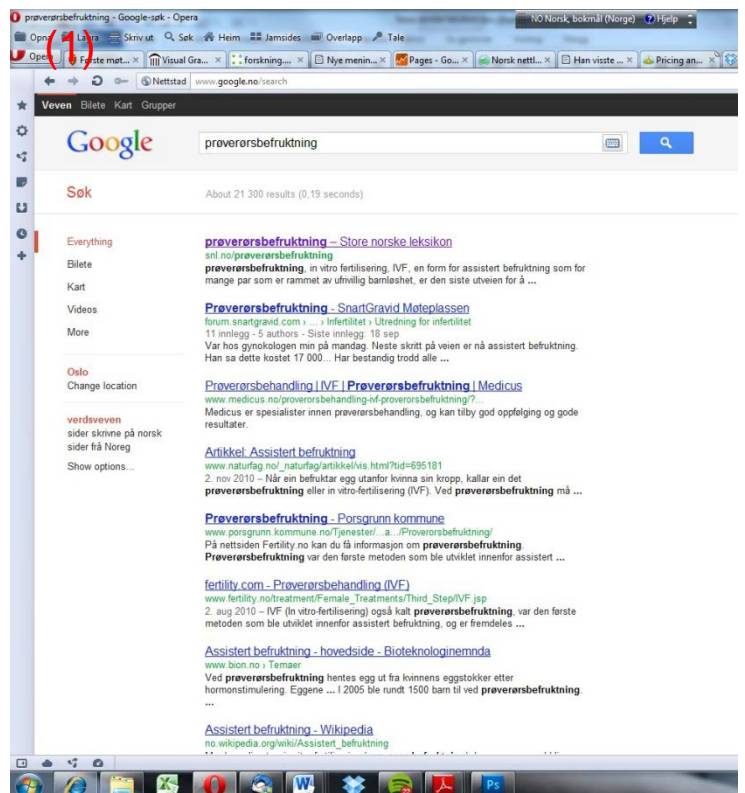 prøverørsbefruktning - Google-søk - Opera
NO Norsk, bokmål (Norge) Hjelp
Opna Lagra Skriv ut Søk Heim Jamsides Overlapp Tale
(1)
Opera Første møt... Visual Gra... forskning.... Nye menin... Pages - Go... Norsk nettl... Han visste ... Pricing an...
Nettstad www.google.no/search
Veven Bilete Kart Grupper
Google prøverørsbefruktning
Søk About 21 300 results (0,19 seconds)
Everything
Bilete
Kart
Videos
More
Oslo
Change location
verdsveven
sider skrivne på norsk
sider frå Noreg
Show options...
prøverørsbefruktning – Store norske leksikon
snl.no/prøverørsbefruktning
prøverørsbefruktning, in vitro fertilisering, IVF, en form for assistert befruktning som for
mange par som er rammet av ufrivillig barnløshet, er den siste utveien for å ...
Prøverørsbefruktning - SnartGravid Møteplassen
forum.snartgravid.com › ... › Infertilitet › Utredning for infertilitet
11 innlegg - 5 authors - Siste innlegg: 18 sep
Var hos gynokologen min på mandag. Neste skritt på veien er nå assistert befruktning.
Han sa dette kostet 17 000... Har bestandig trodd alle ...
Prøverørsbehandling | IVF | Prøverørsbefruktning | Medicus
www.medicus.no/proverorsbehandling-ivf-proverorsbefruktning/?...
Medicus er spesialister innen prøverørsbehandling, og kan tilby god oppfølging og gode
resultater.
Artikkel: Assistert befruktning
www.naturfag.no/_naturfag/artikkel/vis.html?tid=695181
2. nov 2010 – Når ein befruktar egg utanfor kvinna sin kropp, kallar ein det
prøverørsbefruktning eller in vitro-fertilisering (IVF). Ved prøverørsbefruktning må ...
Prøverørsbefruktning - Porsgrunn kommune
www.porsgrunn.kommune.no/Tjenester/...a.../Proverorsbefruktning/
På nettsiden Fertility.no kan du få informasjon om prøverørsbefruktning.
Prøverørsbefruktning var den første metoden som ble utviklet innenfor assistert ...
fertility.com - Prøverørsbehandling (IVF)
www.fertility.no/treatment/Female_Treatments/Third_Step/IVF.jsp
2. aug 2010 – IVF (In vitro-fertilisering) også kalt prøverørsbefruktning, var den første
metoden som ble utviklet innenfor assistert befruktning, og er fremdeles ...
Assistert befruktning - hovedside - Bioteknologinemnda
www.bion.no › Temaer
Ved prøverørsbefruktning hentes egg ut fra kvinnens eggstokker etter
hormonstimulering. Eggene ... I 2005 ble rundt 1500 barn til ved prøverørsbefruktning.
...
Assistert befruktning - Wikipedia
no.wikipedia.org/wiki/Assistert_befruktning